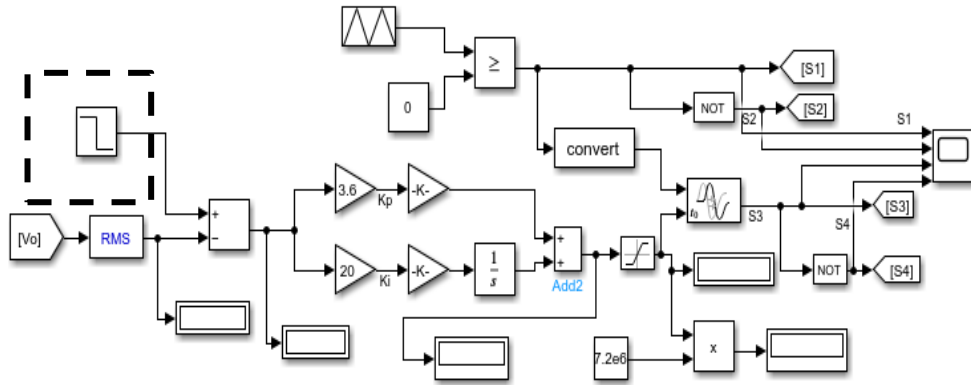 ≥
[S1]
0
NOT
S2
[S2]
S1
convert
3.6
Kp
-K-
t0
S3
[S3]
S4
NOT
[S4]
[Vo]
RMS
+
−
20
Ki
-K-
1
s
+
+
Add2
7.2e6
x